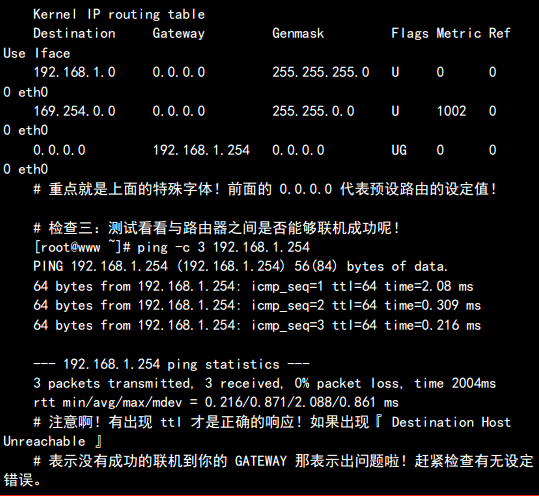 Kernel IP routing table
Destination Gateway Genmask Flags Metric Ref
Use Iface
192.168.1.0 0.0.0.0 255.255.255.0 U 0 0
0 eth0
169.254.0.0 0.0.0.0 255.255.0.0 U 1002 0
0 eth0
0.0.0.0 192.168.1.254 0.0.0.0 UG 0 0
0 eth0
# 重点就是上面的特殊字体！前面的 0.0.0.0 代表预设路由的设定值！
# 检查三：测试看看与路由器之间是否能够联机成功呢！
[root@www ~]# ping -c 3 192.168.1.254
PING 192.168.1.254 (192.168.1.254) 56(84) bytes of data.
64 bytes from 192.168.1.254: icmp_seq=1 ttl=64 time=2.08 ms
64 bytes from 192.168.1.254: icmp_seq=2 ttl=64 time=0.309 ms
64 bytes from 192.168.1.254: icmp_seq=3 ttl=64 time=0.216 ms
--- 192.168.1.254 ping statistics ---
3 packets transmitted, 3 received, 0% packet loss, time 2004ms
rtt min/avg/max/mdev = 0.216/0.871/2.088/0.861 ms
# 注意啊！有出现 ttl 才是正确的响应！如果出现『 Destination Host
Unreachable 』
# 表示没有成功的联机到你的 GATEWAY 那表示出问题啦！赶紧检查有无设定
错误。